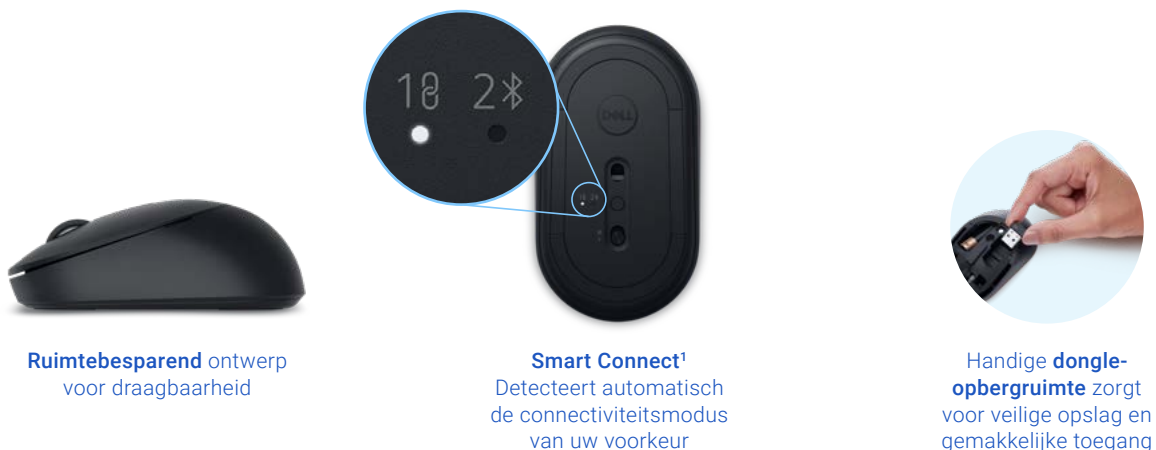 1 2
DELL
Ruimtebesparend ontwerp
voor draagbaarheid
Smart Connect¹
Detecteert automatisch
de connectiviteitsmodus
van uw voorkeur
Handige dongle-
opbergruimte zorgt
voor veilige opslag en
gemakkelijke toegang